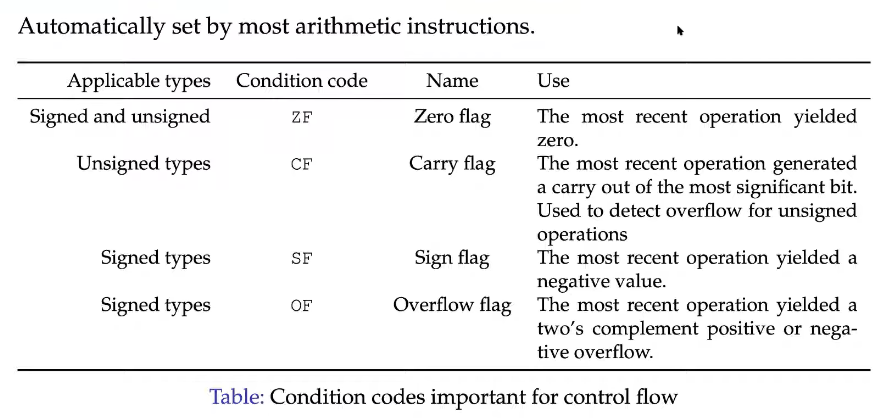 Automatically set by most arithmetic instructions.
Applicable types Condition code Name Use
Signed and unsigned ZF Zero flag The most recent operation yielded
zero.
Unsigned types CF Carry flag The most recent operation generated
a carry out of the most significant bit.
Used to detect overflow for unsigned
operations
Signed types SF Sign flag The most recent operation yielded a
negative value.
Signed types OF Overflow flag The most recent operation yielded a
two's complement positive or nega-
tive overflow.
Table: Condition codes important for control flow